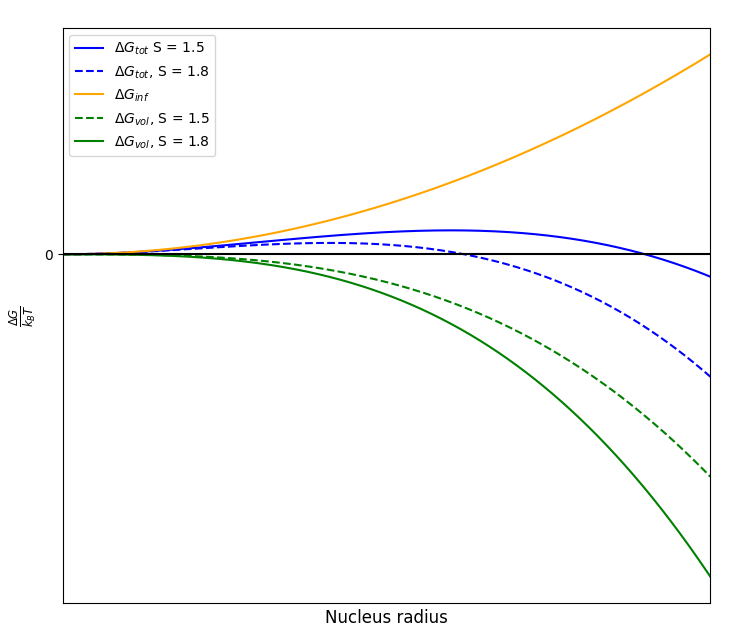 ΔG_tot S = 1.5
ΔG_tot, S = 1.8
ΔG_inf
ΔG_vol, S = 1.5
ΔG_vol, S = 1.8
0
ΔG/k_BT
Nucleus radius